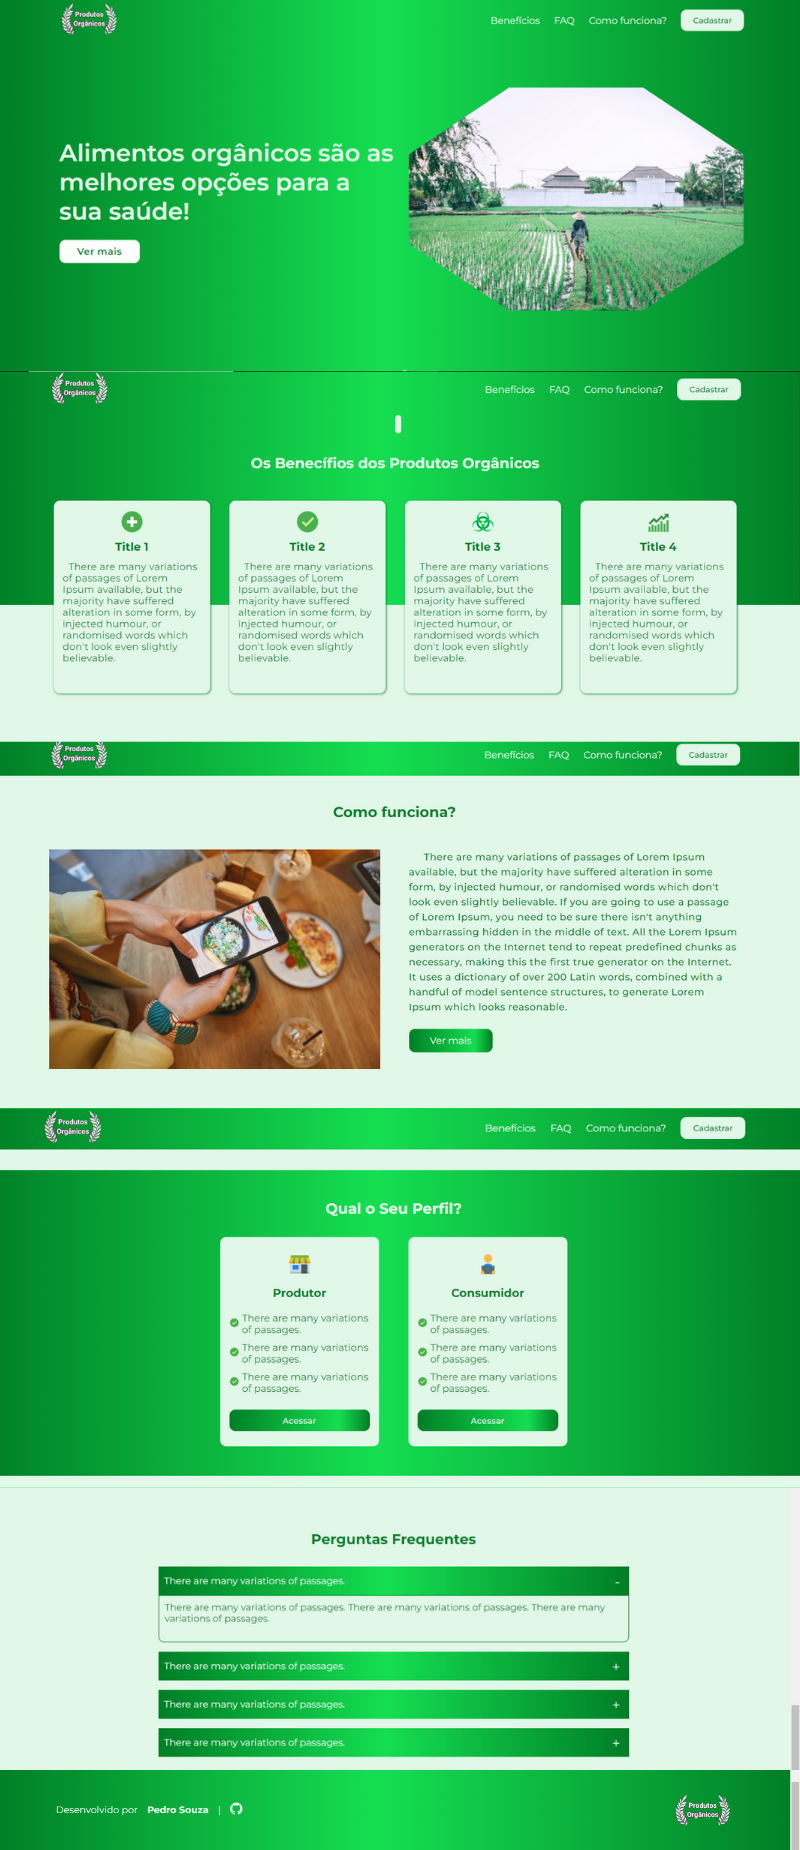 Produtos
Orgânicos
Benefícios FAQ Como funciona? Cadastrar
Alimentos orgânicos são as
melhores opções para a
sua saúde!
Ver mais
Produtos
Orgânicos
Benefícios FAQ Como funciona? Cadastrar
Os Benecífios dos Produtos Orgânicos
Title 1
There are many variations
of passages of Lorem
Ipsum available, but the
majority have suffered
alteration in some form, by
injected humour, or
randomised words which
don't look even slightly
believable.
Title 2
There are many variations
of passages of Lorem
Ipsum available, but the
majority have suffered
alteration in some form, by
injected humour, or
randomised words which
don't look even slightly
believable.
Title 3
There are many variations
of passages of Lorem
Ipsum available, but the
majority have suffered
alteration in some form, by
injected humour, or
randomised words which
don't look even slightly
believable.
Title 4
There are many variations
of passages of Lorem
Ipsum available, but the
majority have suffered
alteration in some form, by
injected humour, or
randomised words which
don't look even slightly
believable.
Produtos
Orgânicos
Benefícios FAQ Como funciona? Cadastrar
Como funciona?
There are many variations of passages of Lorem Ipsum
available, but the majority have suffered alteration in some
form, by injected humour, or randomised words which don't
look even slightly believable. If you are going to use a passage
of Lorem Ipsum, you need to be sure there isn't anything
embarrassing hidden in the middle of text. All the Lorem Ipsum
generators on the Internet tend to repeat predefined chunks as
necessary, making this the first true generator on the Internet.
It uses a dictionary of over 200 Latin words, combined with a
handful of model sentence structures, to generate Lorem
Ipsum which looks reasonable.
Ver mais
Produtos
Orgânicos
Benefícios FAQ Como funciona? Cadastrar
Qual o Seu Perfil?
Produtor
There are many variations
of passages.
There are many variations
of passages.
There are many variations
of passages.
Acessar
Consumidor
There are many variations
of passages.
There are many variations
of passages.
There are many variations
of passages.
Acessar
Perguntas Frequentes
There are many variations of passages. -
There are many variations of passages. There are many variations of passages. There are many
variations of passages.
There are many variations of passages. +
There are many variations of passages. +
There are many variations of passages. +
Desenvolvido por Pedro Souza |
Produtos
Orgânicos